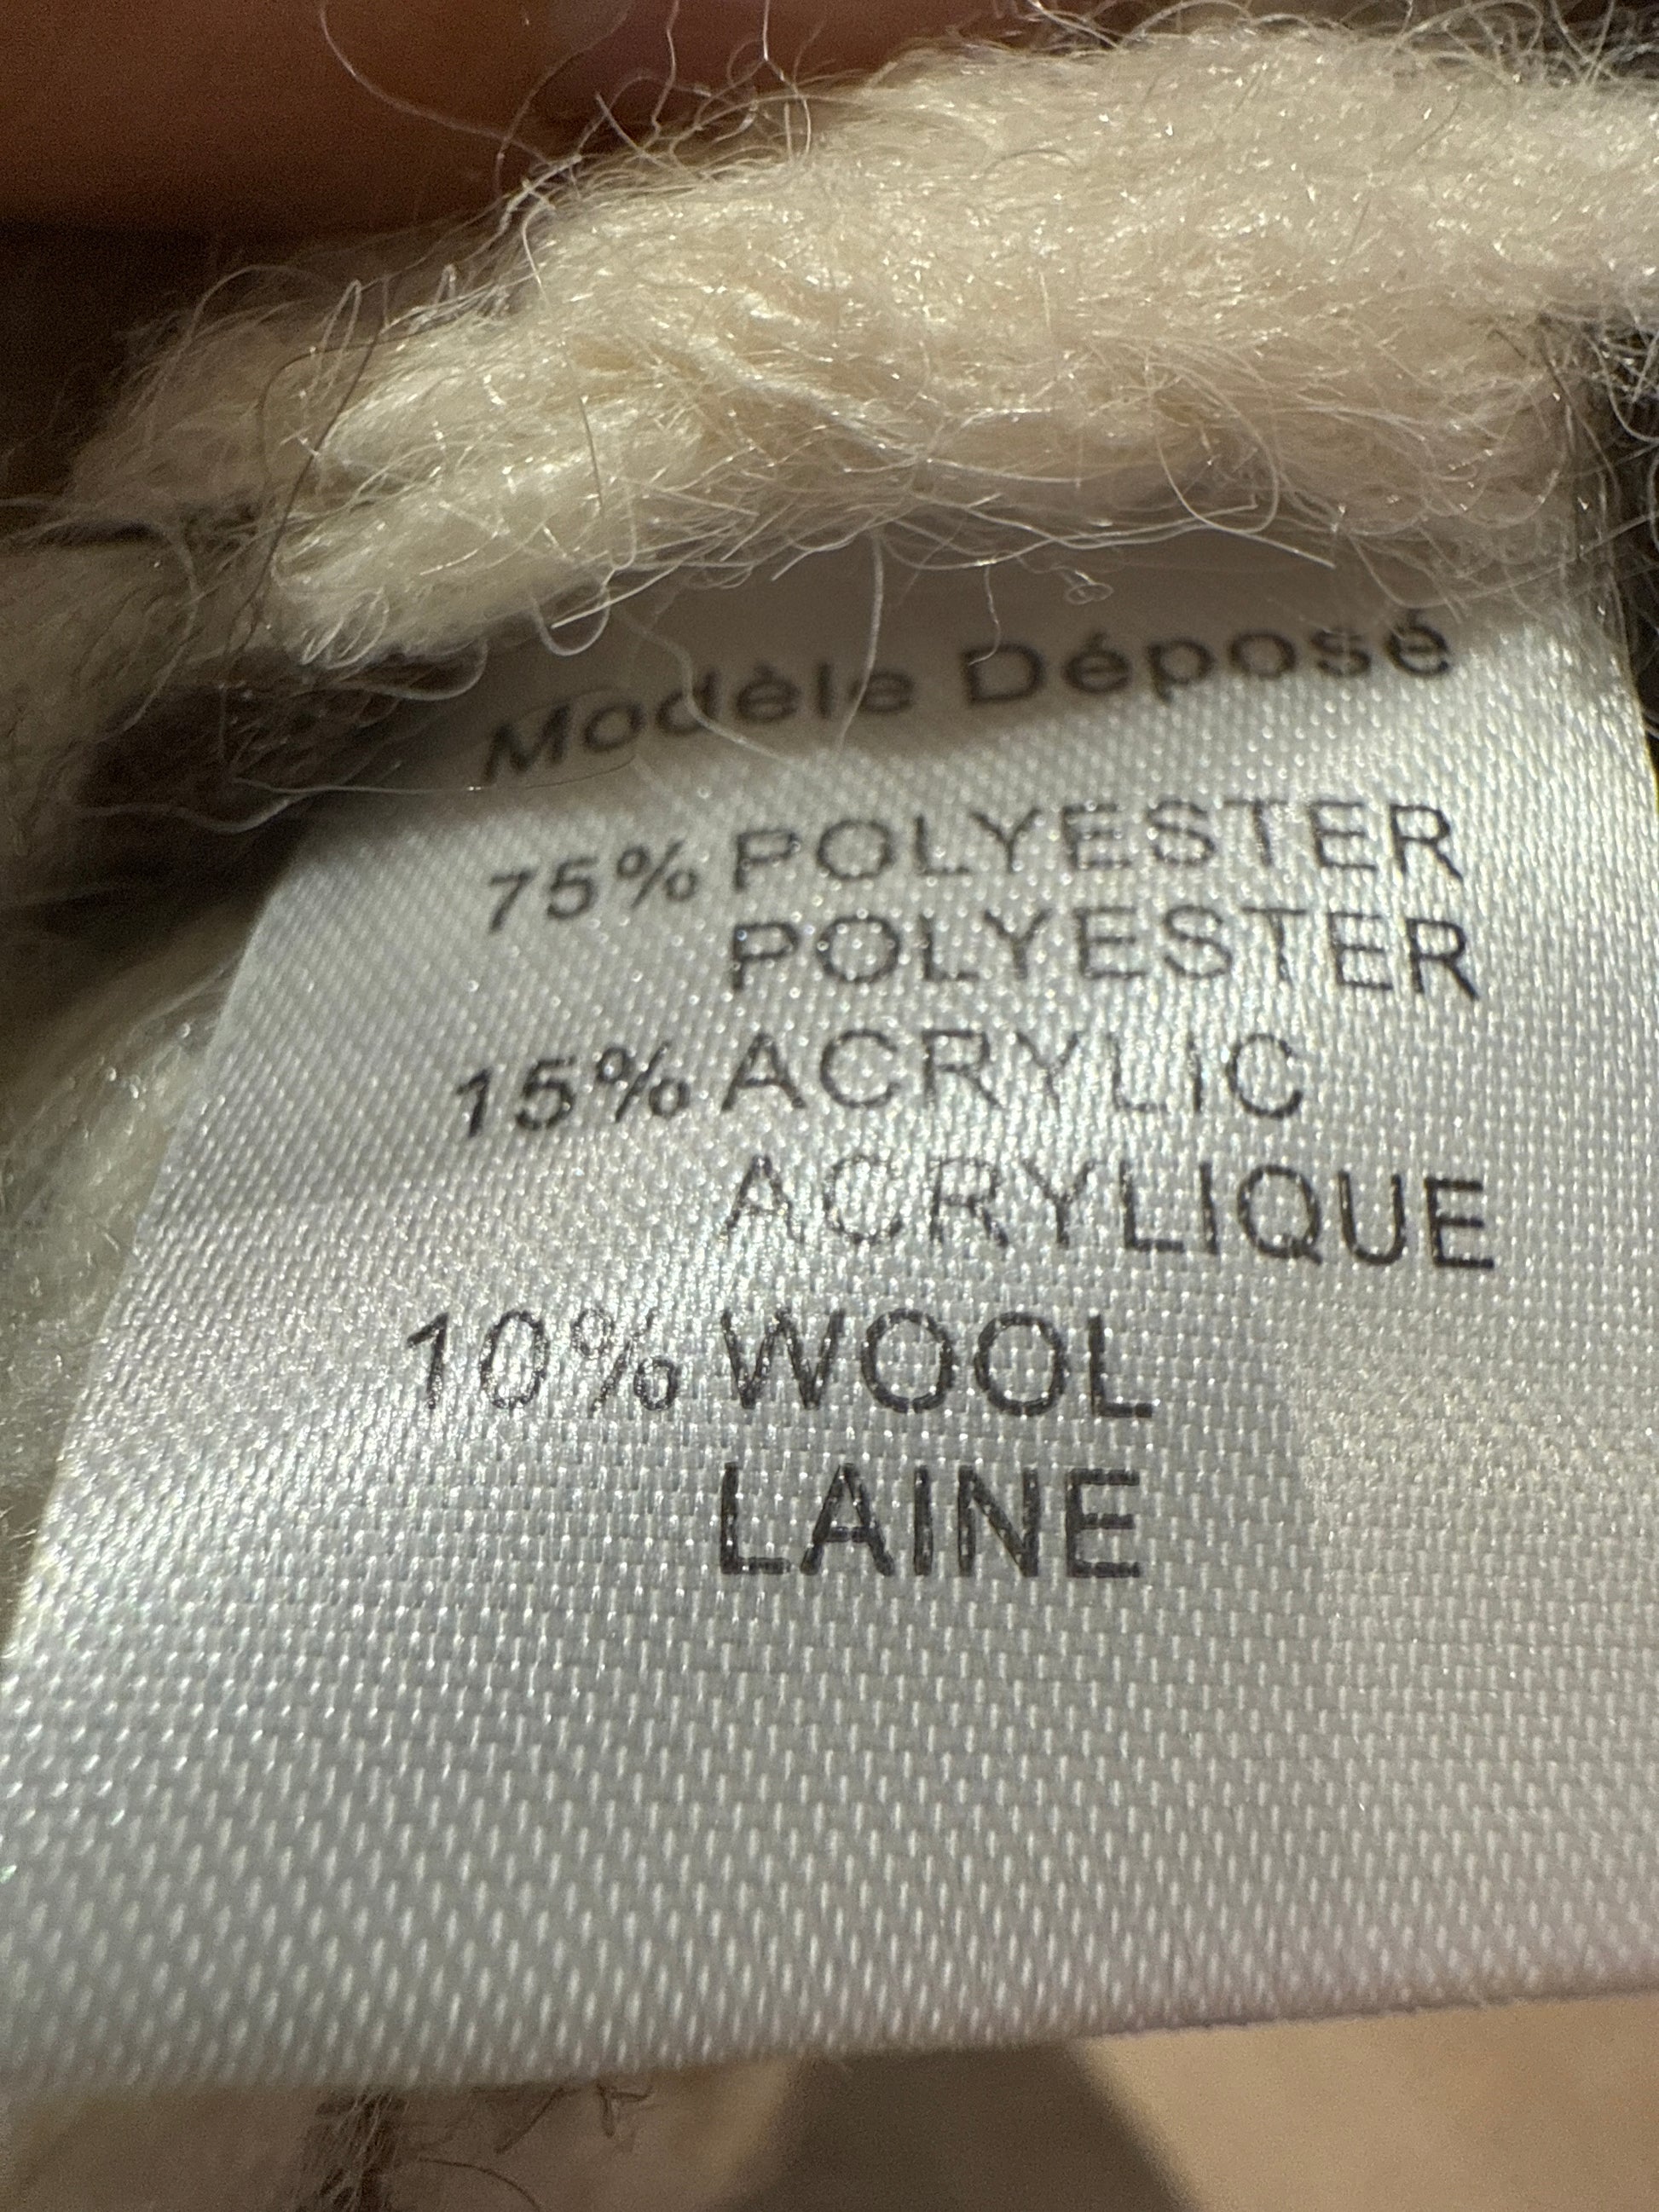 Modèle Déposé
75% POLYESTER
POLYESTER
15% ACRYLIC
ACRYLIQUE
10% WOOL
LAINE